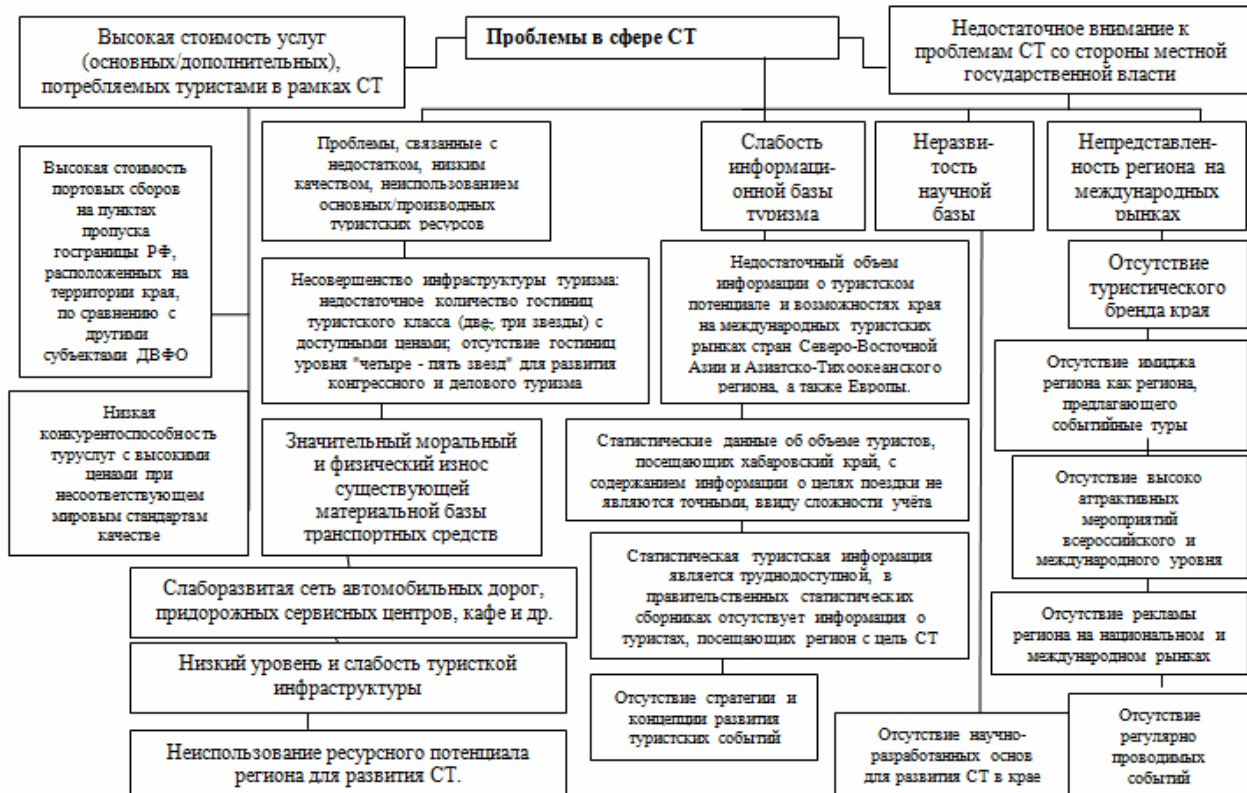 Высокая стоимость услуг
(основных/дополнительных),
потребляемых туристами в рамках СТ
Проблемы в сфере СТ
Недостаточное внимание к
проблемам СТ со стороны местной
государственной власти
Высокая стоимость
портовых сборов
на пунктах
пропуска
госграницы РФ,
расположенных на
территории края,
по сравнению с
другими
субъектами ДВФО
Низкая
конкурентоспособность
туруслуг с высокими
ценами при
несоответствующем
мировым стандартам
качестве
Проблемы, связанные с
недостатком, низким
качеством, неиспользованием
основных/производных
туристских ресурсов
Несовершенство инфраструктуры туризма:
недостаточное количество гостиниц
туристского класса (две, три звезды) с
доступными ценами; отсутствие гостиниц
уровня "четыре - пять звезд" для развития
конгрессного и делового туризма
Значительный моральный
и физический износ
существующей
материальной базы
транспортных средств
Слаборазвитая сеть автомобильных дорог,
придорожных сервисных центров, кафе и др.
Низкий уровень и слабость туристкой
инфраструктуры
Неиспользование ресурсного потенциала
региона для развития СТ.
Слабость
информаци-
онной базы
туризма
Недостаточный объем
информации о туристском
потенциале и возможностях края
на международных туристских
рынках стран Северо-Восточной
Азии и Азиатско-Тихоокеанского
региона, а также Европы.
Статистические данные об объеме туристов,
посещающих хабаровский край, с
содержанием информации о целях поездки не
являются точными, ввиду сложности учёта
Статистическая туристская информация
является труднодоступной, в
правительственных статистических
сборниках отсутствует информация о
туристах, посещающих регион с цель СТ
Отсутствие стратегии и
концепции развития
туристских событий
Неразви-
тость
научной
базы
Отсутствие научно-
разработанных основ
для развития СТ в крае
Непредставлен-
ность региона на
международных
рынках
Отсутствие
туристического
бренда края
Отсутствие имиджа
региона как региона,
предлагающего
событийные туры
Отсутствие высоко
аттрактивных
мероприятий
всероссийского и
международного уровня
Отсутствие рекламы
региона на национальном и
международном рынках
Отсутствие
регулярно
проводимых
событий